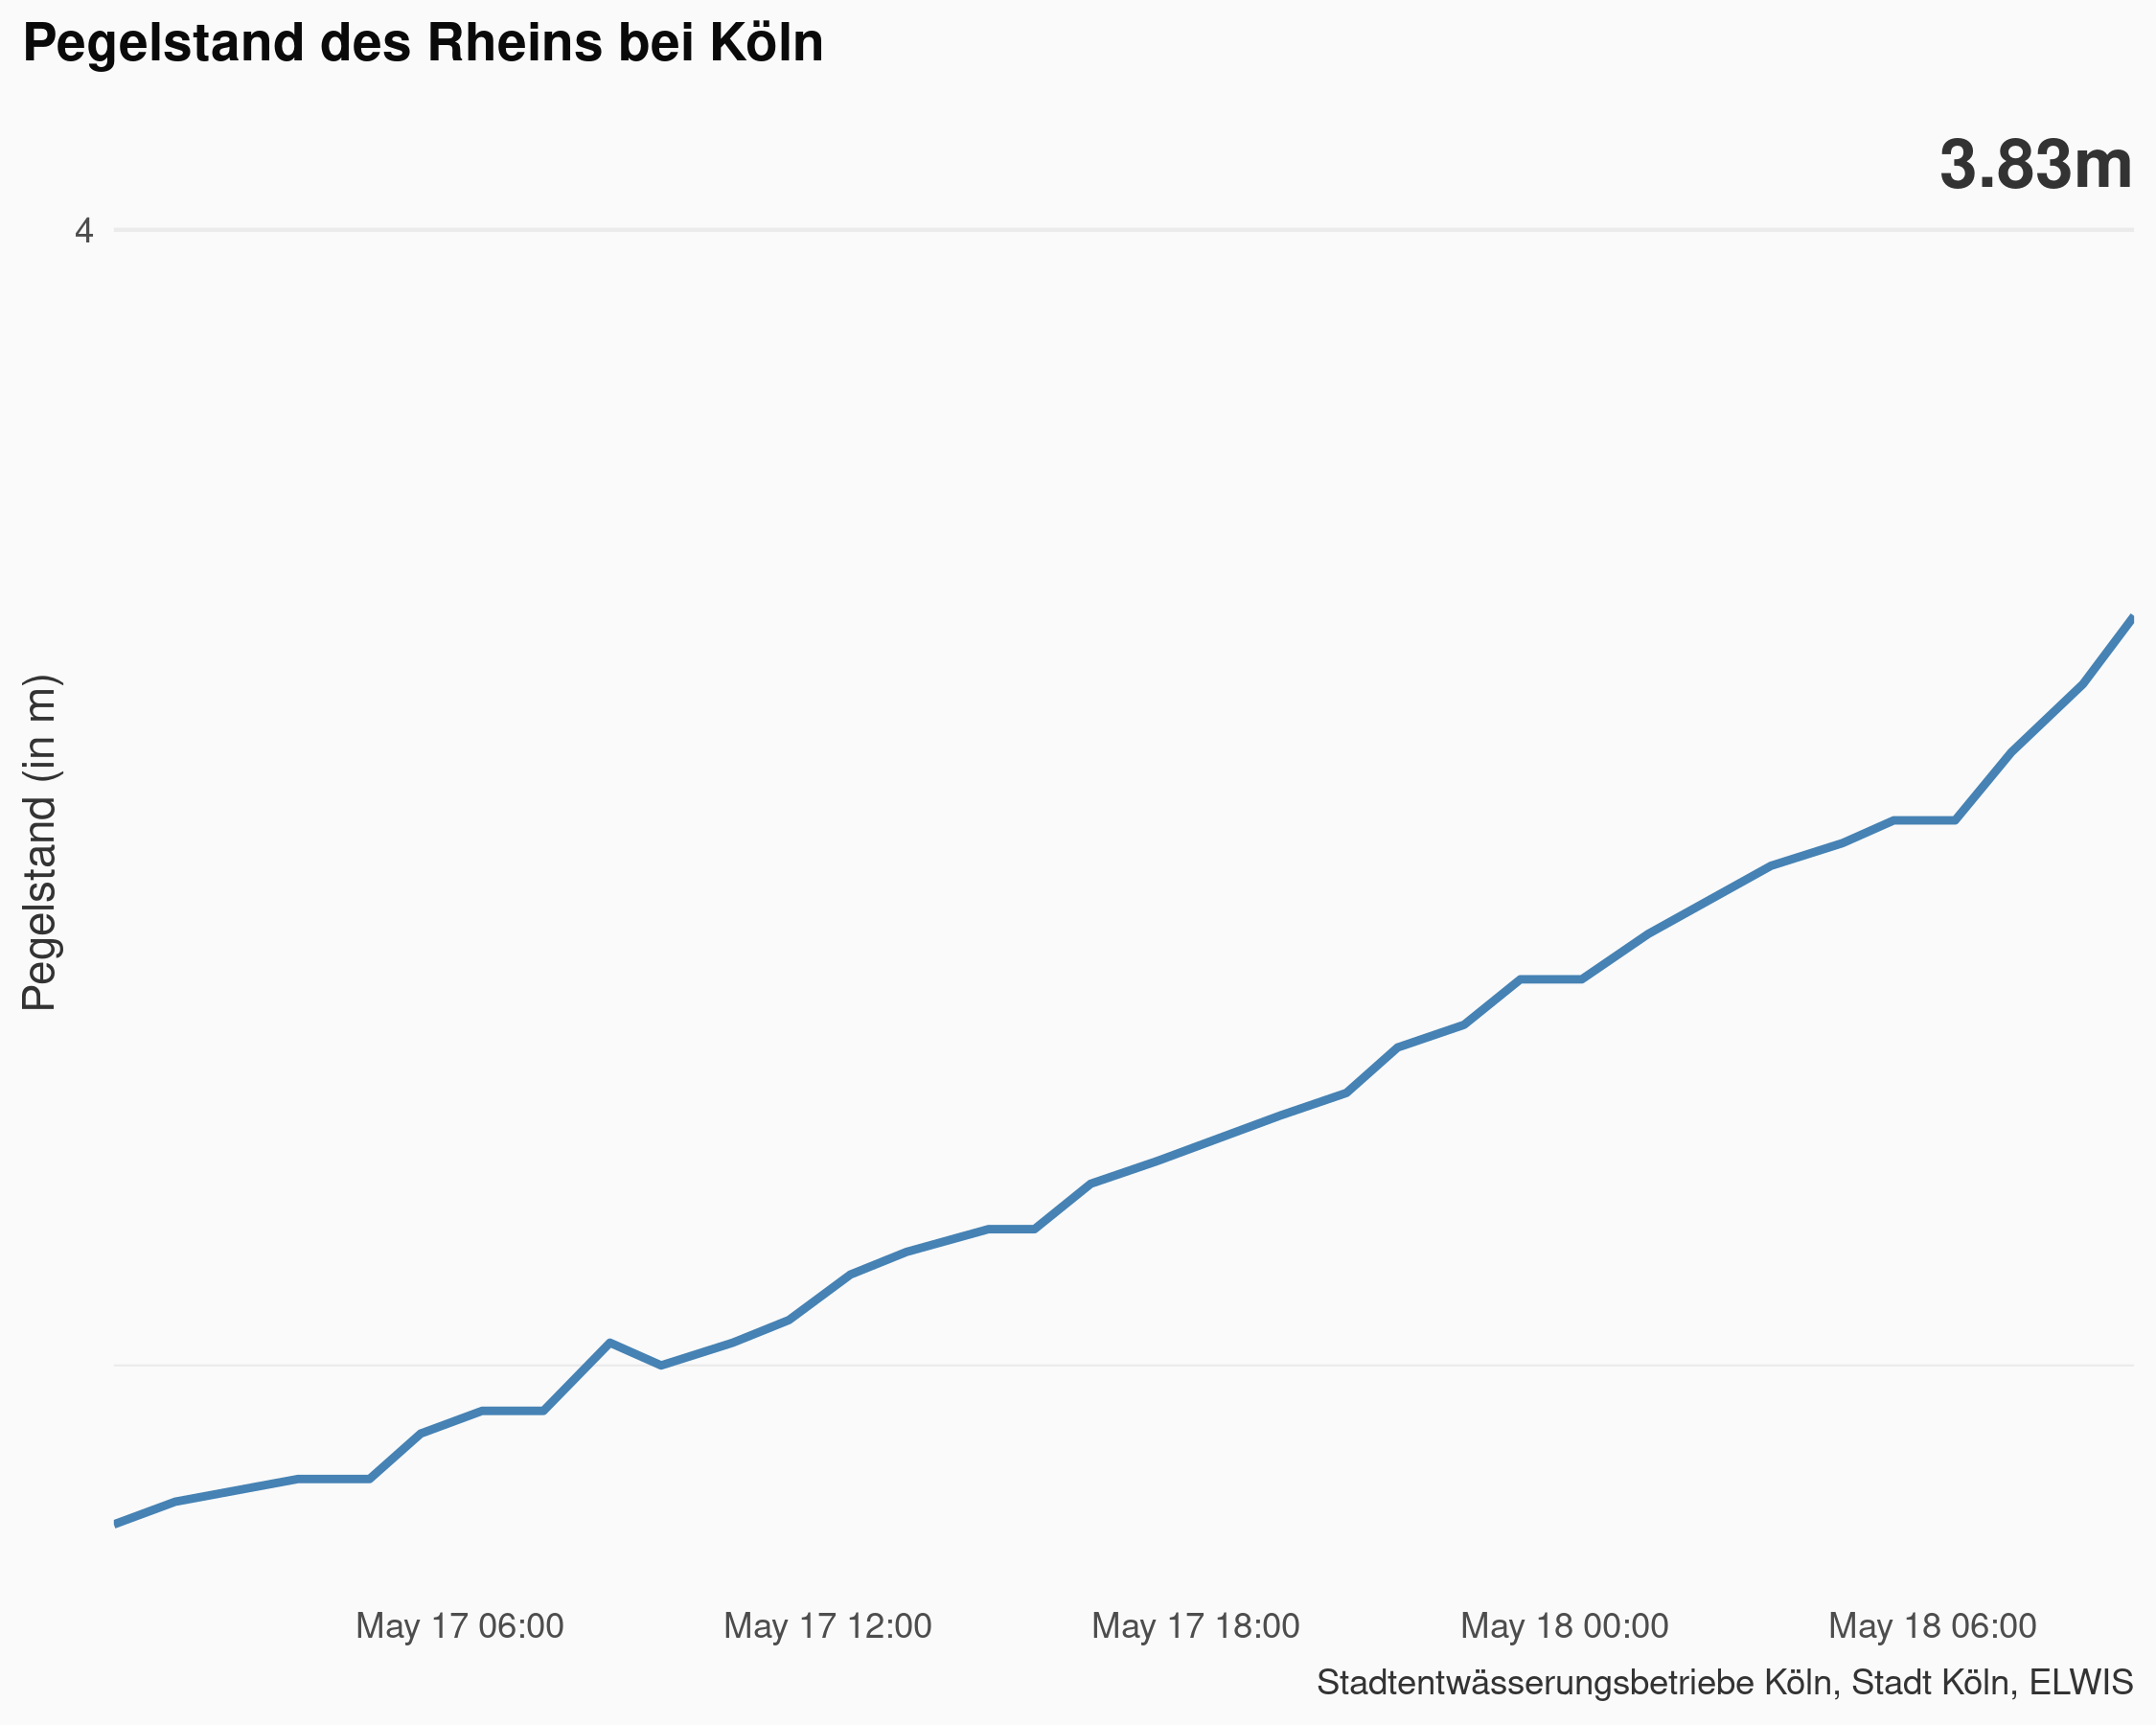 Pegelstand des Rheins bei Köln
3.83m
4
Pegelstand (in m)
May 17 06:00 May 17 12:00 May 17 18:00 May 18 00:00 May 18 06:00
Stadtentwässerungsbetriebe Köln, Stadt Köln, ELWIS